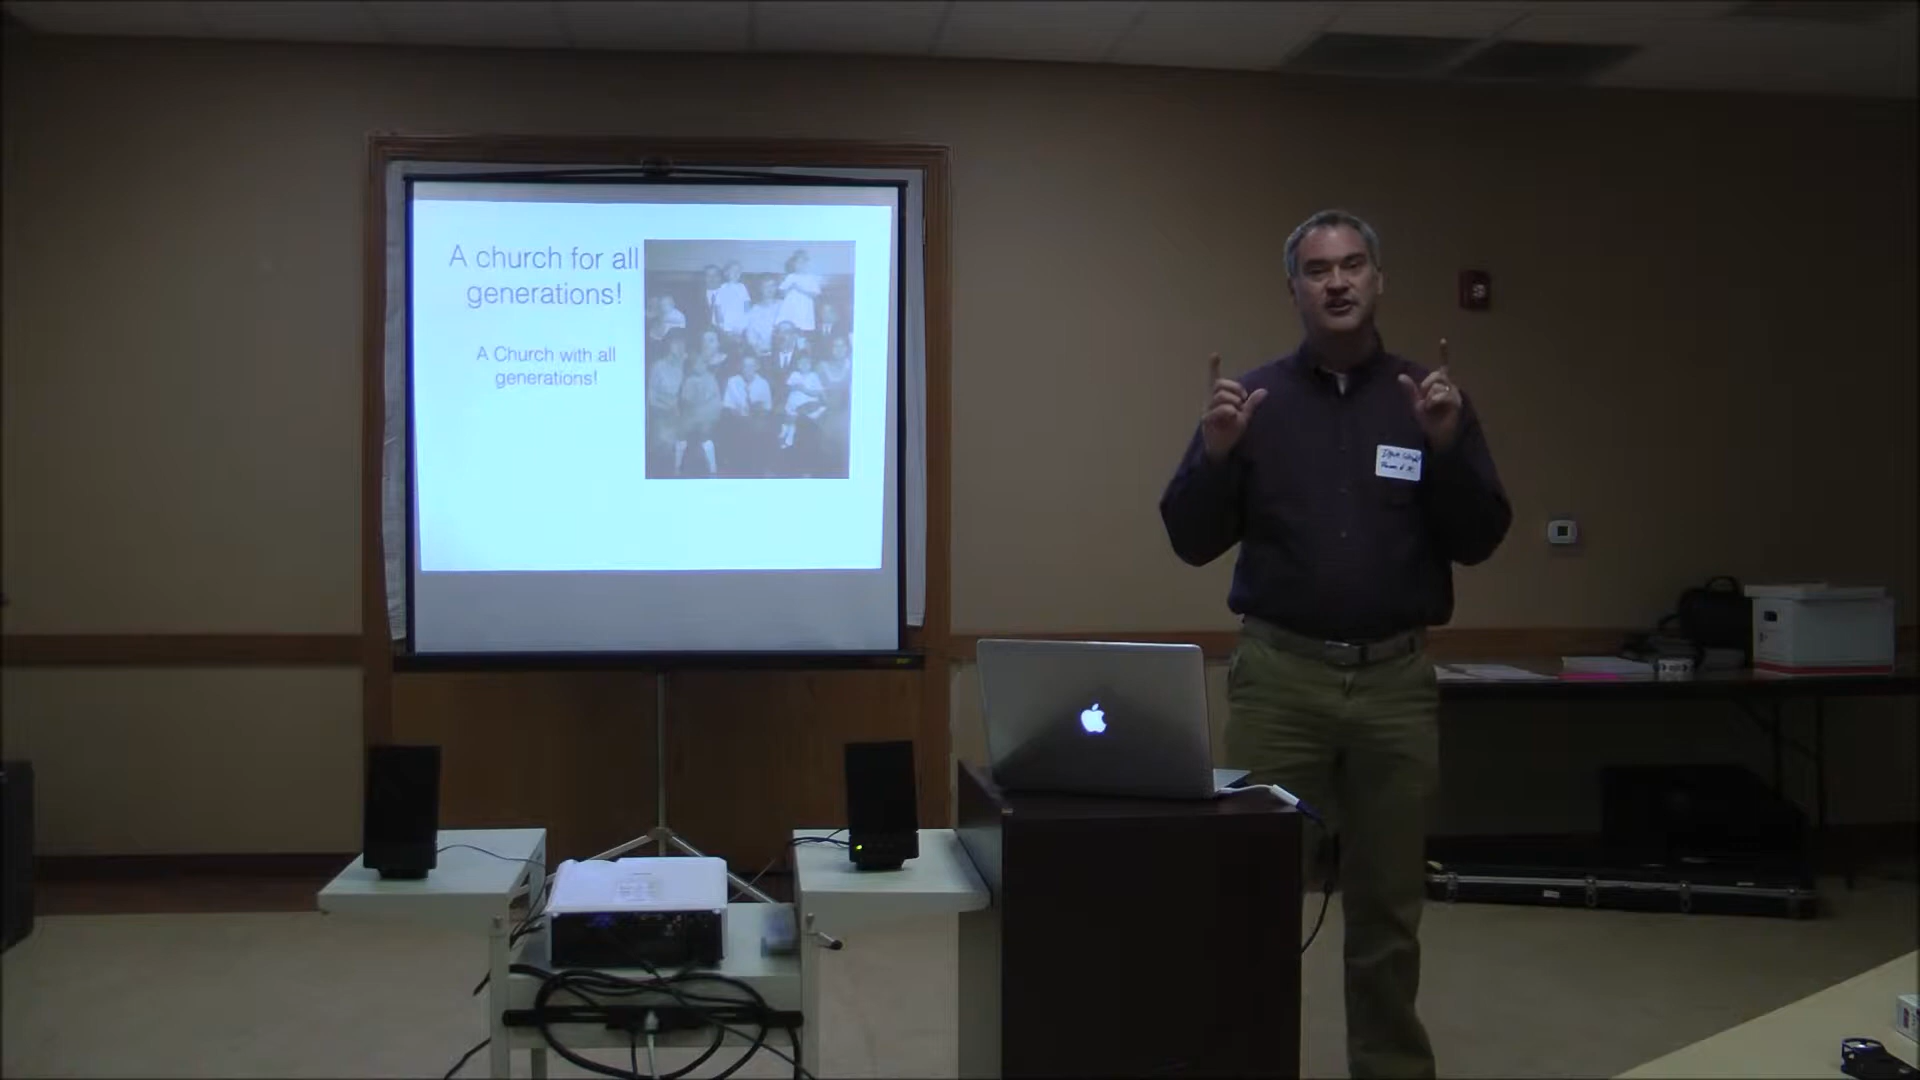 A church for all
generations!
A Church with all
generations!